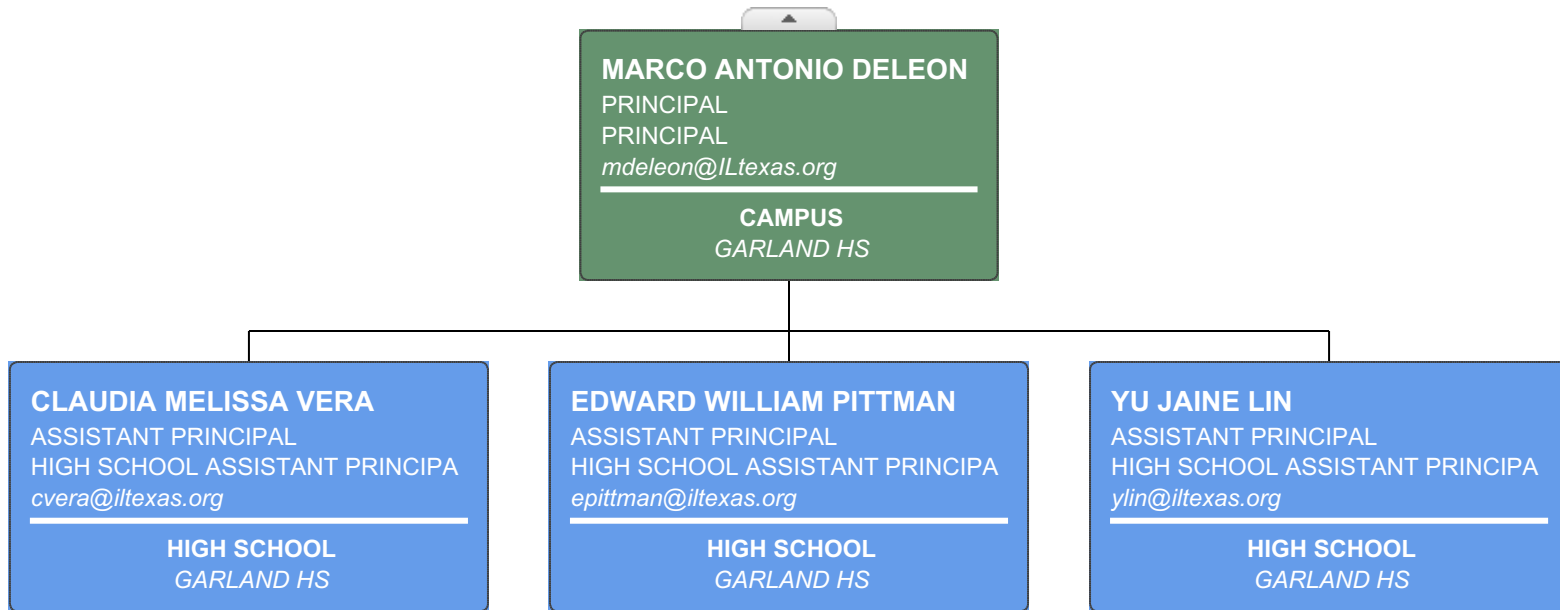 MARCO ANTONIO DELEON
PRINCIPAL
PRINCIPAL
mdeleon@ILtexas.org
CAMPUS
GARLAND HS
CLAUDIA MELISSA VERA
ASSISTANT PRINCIPAL
HIGH SCHOOL ASSISTANT PRINCIPA
cvera@iltexas.org
HIGH SCHOOL
GARLAND HS
EDWARD WILLIAM PITTMAN
ASSISTANT PRINCIPAL
HIGH SCHOOL ASSISTANT PRINCIPA
epittman@iltexas.org
HIGH SCHOOL
GARLAND HS
YU JAINE LIN
ASSISTANT PRINCIPAL
HIGH SCHOOL ASSISTANT PRINCIPA
ylin@iltexas.org
HIGH SCHOOL
GARLAND HS